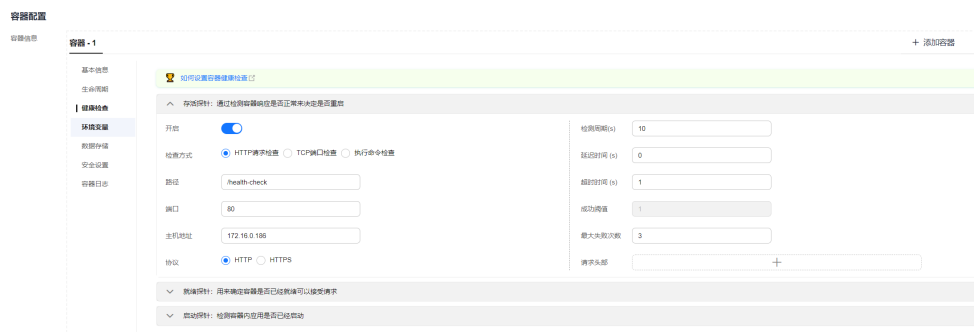 容器配置
容器信息
容器 - 1
+ 添加容器
基本信息
生命周期
健康检查
环境变量
数据存储
安全设置
容器日志
如何设置容器健康检查
存活探针：通过检测容器响应是否正常来决定是否重启
开启
检查方式
HTTP请求检查
TCP端口检查
执行命令检查
路径
/health-check
端口
80
主机地址
172.16.0.186
协议
HTTP
HTTPS
检测周期(s)
10
延迟时间 (s)
0
超时时间 (s)
1
成功阈值
1
最大失败次数
3
请求头部
+
就绪探针：用来确定容器是否已经就绪可以接受请求
启动探针：检测容器内应用是否已经启动